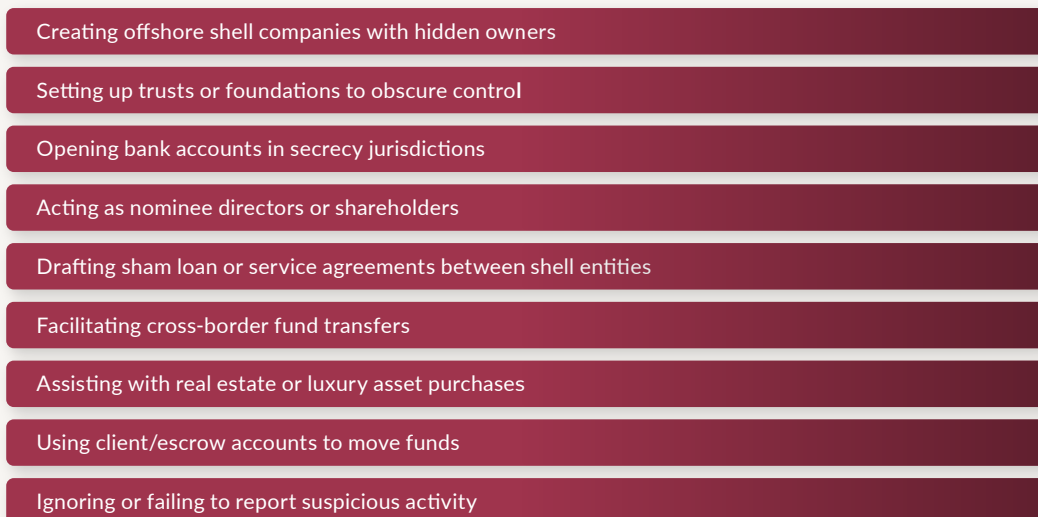 Creating offshore shell companies with hidden owners
Setting up trusts or foundations to obscure control
Opening bank accounts in secrecy jurisdictions
Acting as nominee directors or shareholders
Drafting sham loan or service agreements between shell entities
Facilitating cross-border fund transfers
Assisting with real estate or luxury asset purchases
Using client/escrow accounts to move funds
Ignoring or failing to report suspicious activity